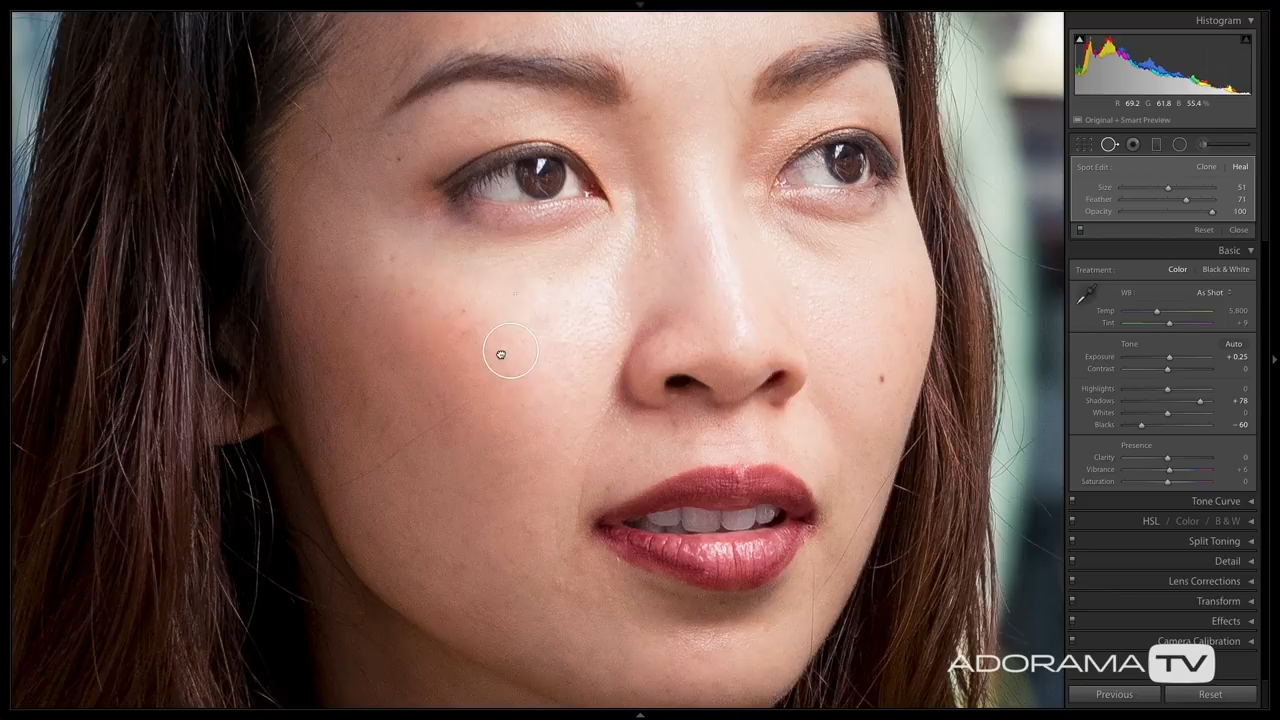 Histogram
R 69.2 G 61.8 B 55.4 %
Original + Smart Preview
Spot Edit : Clone Heal
Size 51
Feather 71
Opacity 100
Reset Close
Basic
Treatment : Color Black & White
WB : As Shot
Temp 5,800
Tint + 9
Tone Auto
Exposure + 0.25
Contrast 0
Highlights 0
Shadows + 78
Whites 0
Blacks - 60
Presence
Clarity 0
Vibrance + 6
Saturation 0
Tone Curve
HSL / Color / B & W
Split Toning
Detail
Lens Corrections
Transform
Effects
Camera Calibration
ADORAMA TV
Previous Reset